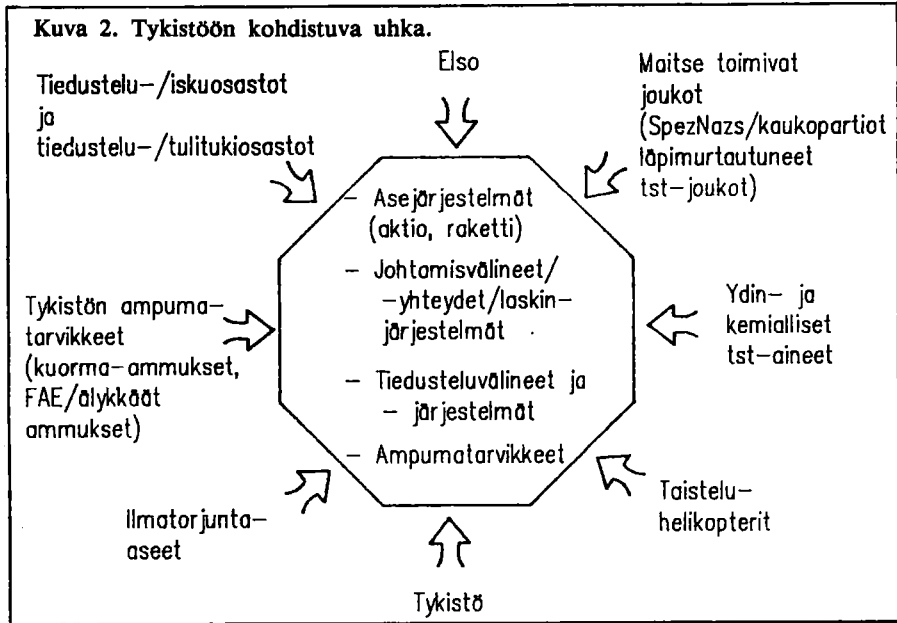 Kuva 2. Tykistöön kohdistuva uhka.
Elso
Maitse toimivat
joukot
(SpezNazs/kaukopartiot
läpimurtautuneet
tst-joukot)
Tiedustelu-/iskuosastot
ja
tiedustelu-/tulitukiosastot
- Asejärjestelmät
(aktio, raketti)
- Johtamisvälineet/
-yhteydet/laskin-
järjestelmät
- Tiedusteluvälineet ja
- järjestelmät
- Ampumatarvikkeet
Tykistön ampuma-
tarvikkeet
(kuorma-ammukset,
FAE/älykkäät
ammukset)
Ydin- ja
kemialliset
tst-aineet
Ilmatorjunta-
aseet
Taistelu-
helikopterit
Tykistö